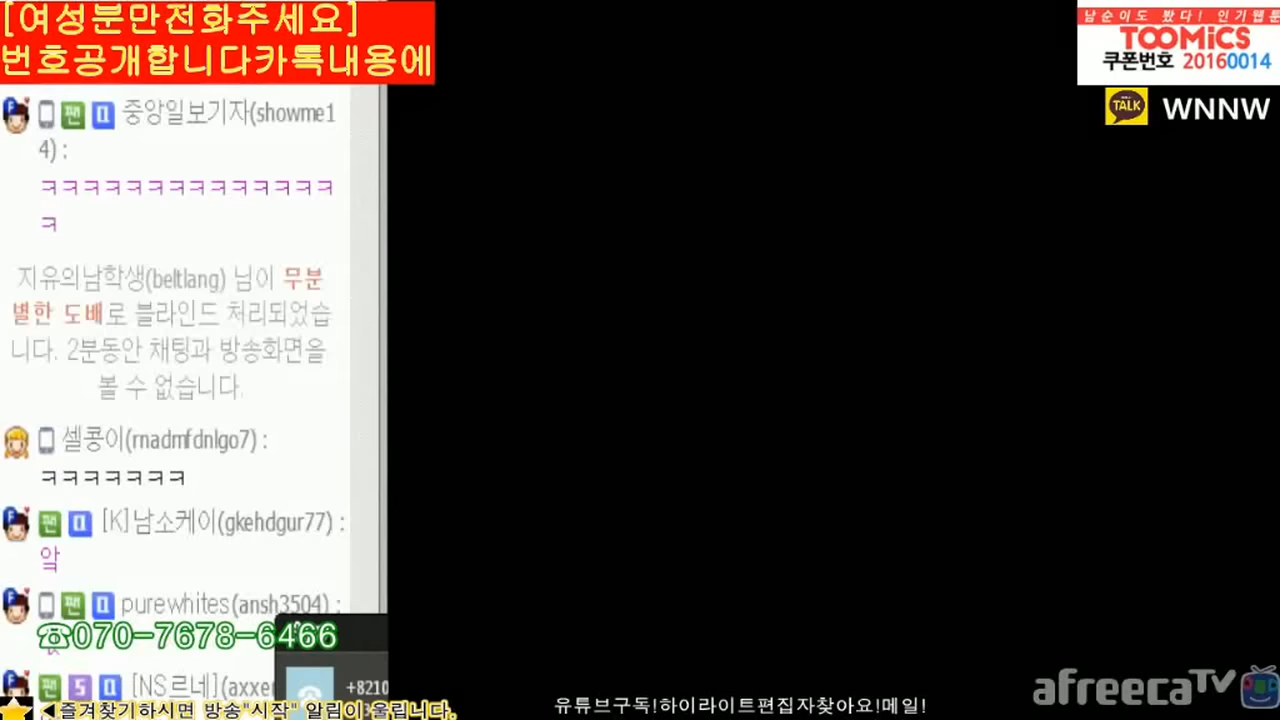 [여성분만전화주세요]
번호공개합니다카톡내용에
남순이도 봤다! 인기웹툰
TOOMICS
쿠폰번호 20160014
TALK WNNW
팬 중앙일보기자(showme1
4) :
ㅋㅋㅋㅋㅋㅋㅋㅋㅋㅋㅋㅋㅋㅋ
ㅋ
지유의남학생(beltlang) 님이 무분
별한 도배로 블라인드 처리되었습
니다. 2분동안 채팅과 방송화면을
볼 수 없습니다.
셀콩이(rnadmfdnlgo7) :
ㅋㅋㅋㅋㅋㅋㅋ
팬 [K]남소케이(gkehdgur77) :
악
팬 purewhites(ansh3504) :
☎070-7678-6466
팬 S [NS르네](axxe
+8210
◀즐겨찾기하시면 방송"시작" 알림이 울립니다.
유튜브구독!하이라이트편집자찾아요!메일!
afreecaTV